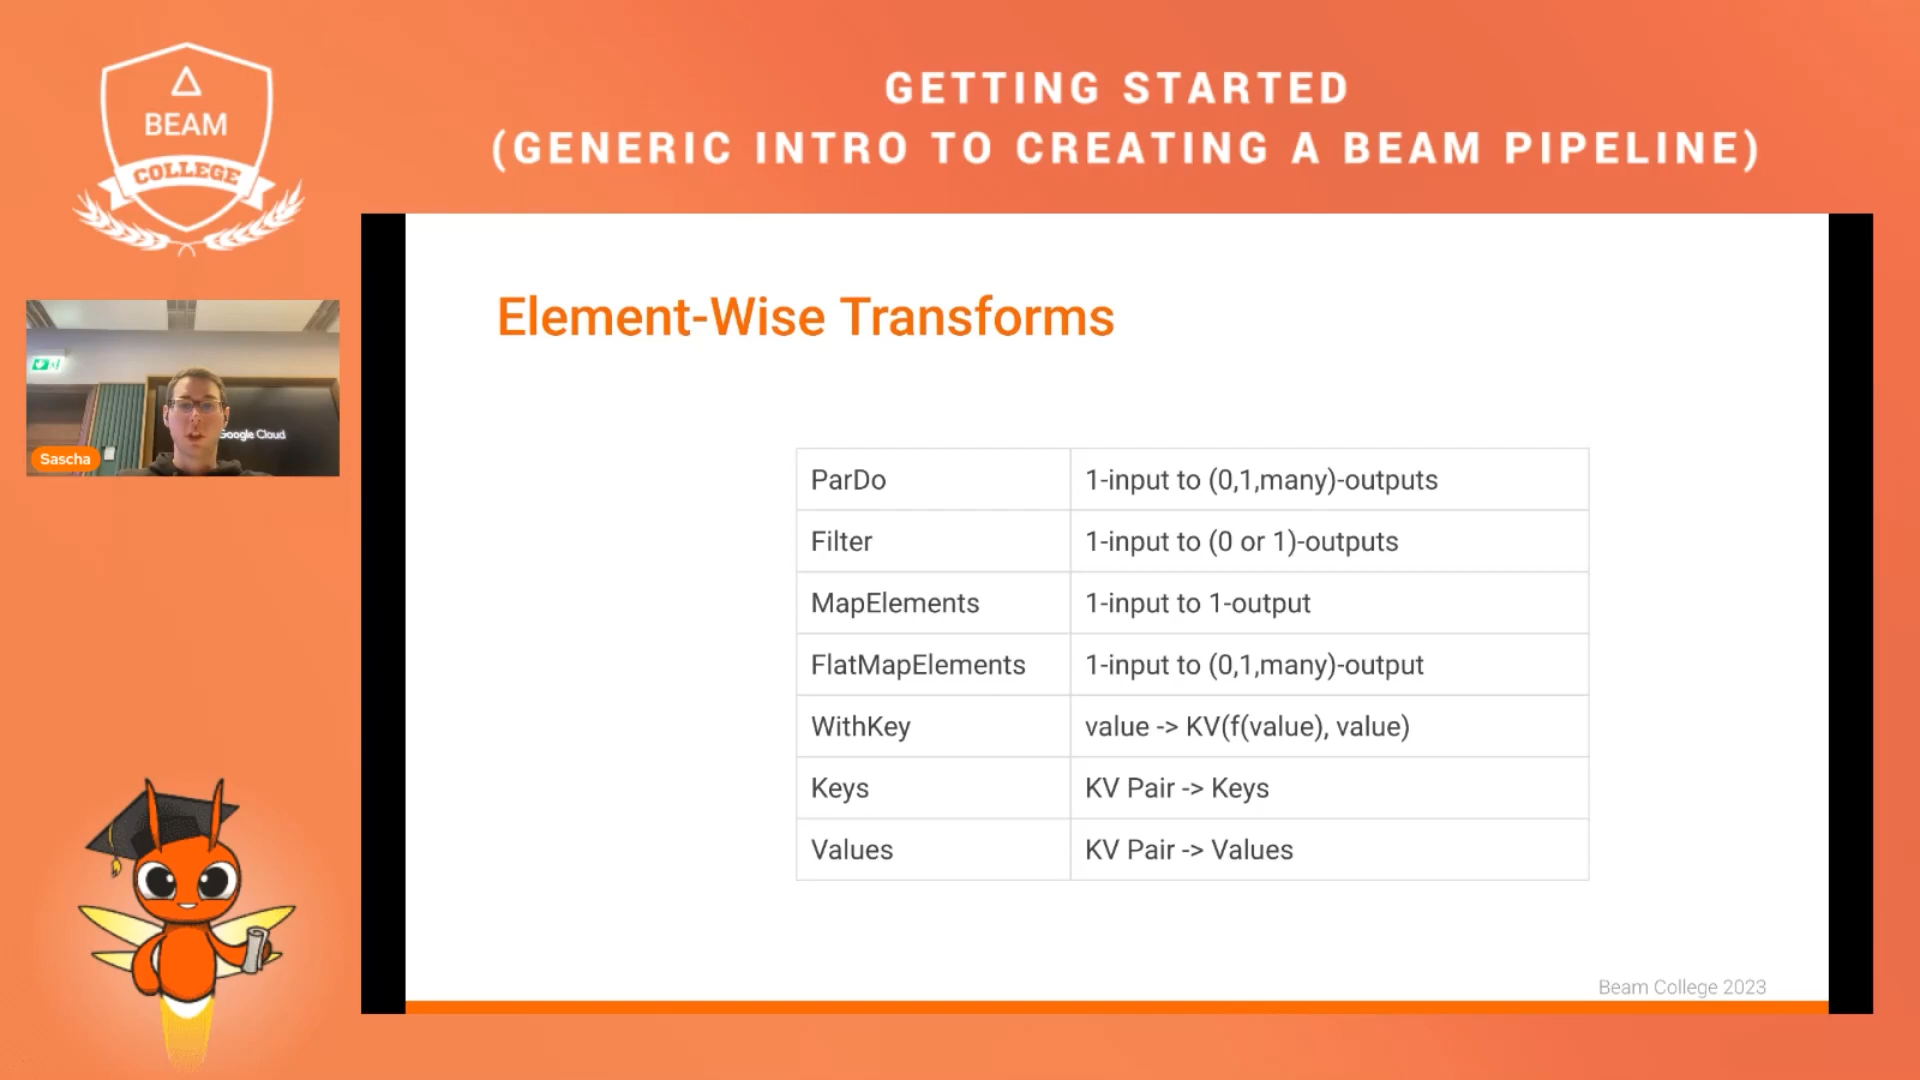 BEAM
COLLEGE
GETTING STARTED
(GENERIC INTRO TO CREATING A BEAM PIPELINE)
Google Cloud
Sascha
Element-Wise Transforms
ParDo 1-input to (0,1,many)-outputs
Filter 1-input to (0 or 1)-outputs
MapElements 1-input to 1-output
FlatMapElements 1-input to (0,1,many)-output
WithKey value -> KV(f(value), value)
Keys KV Pair -> Keys
Values KV Pair -> Values
Beam College 2023